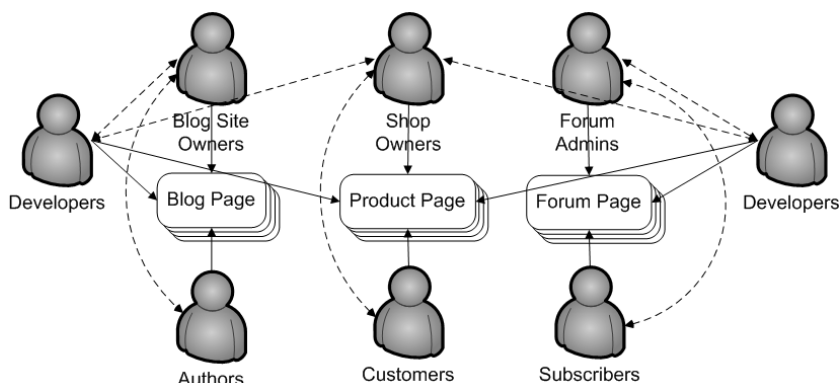 Blog Site
Owners
Shop
Owners
Forum
Admins
Developers
Blog Page
Product Page
Forum Page
Developers
Authors
Customers
Subscribers